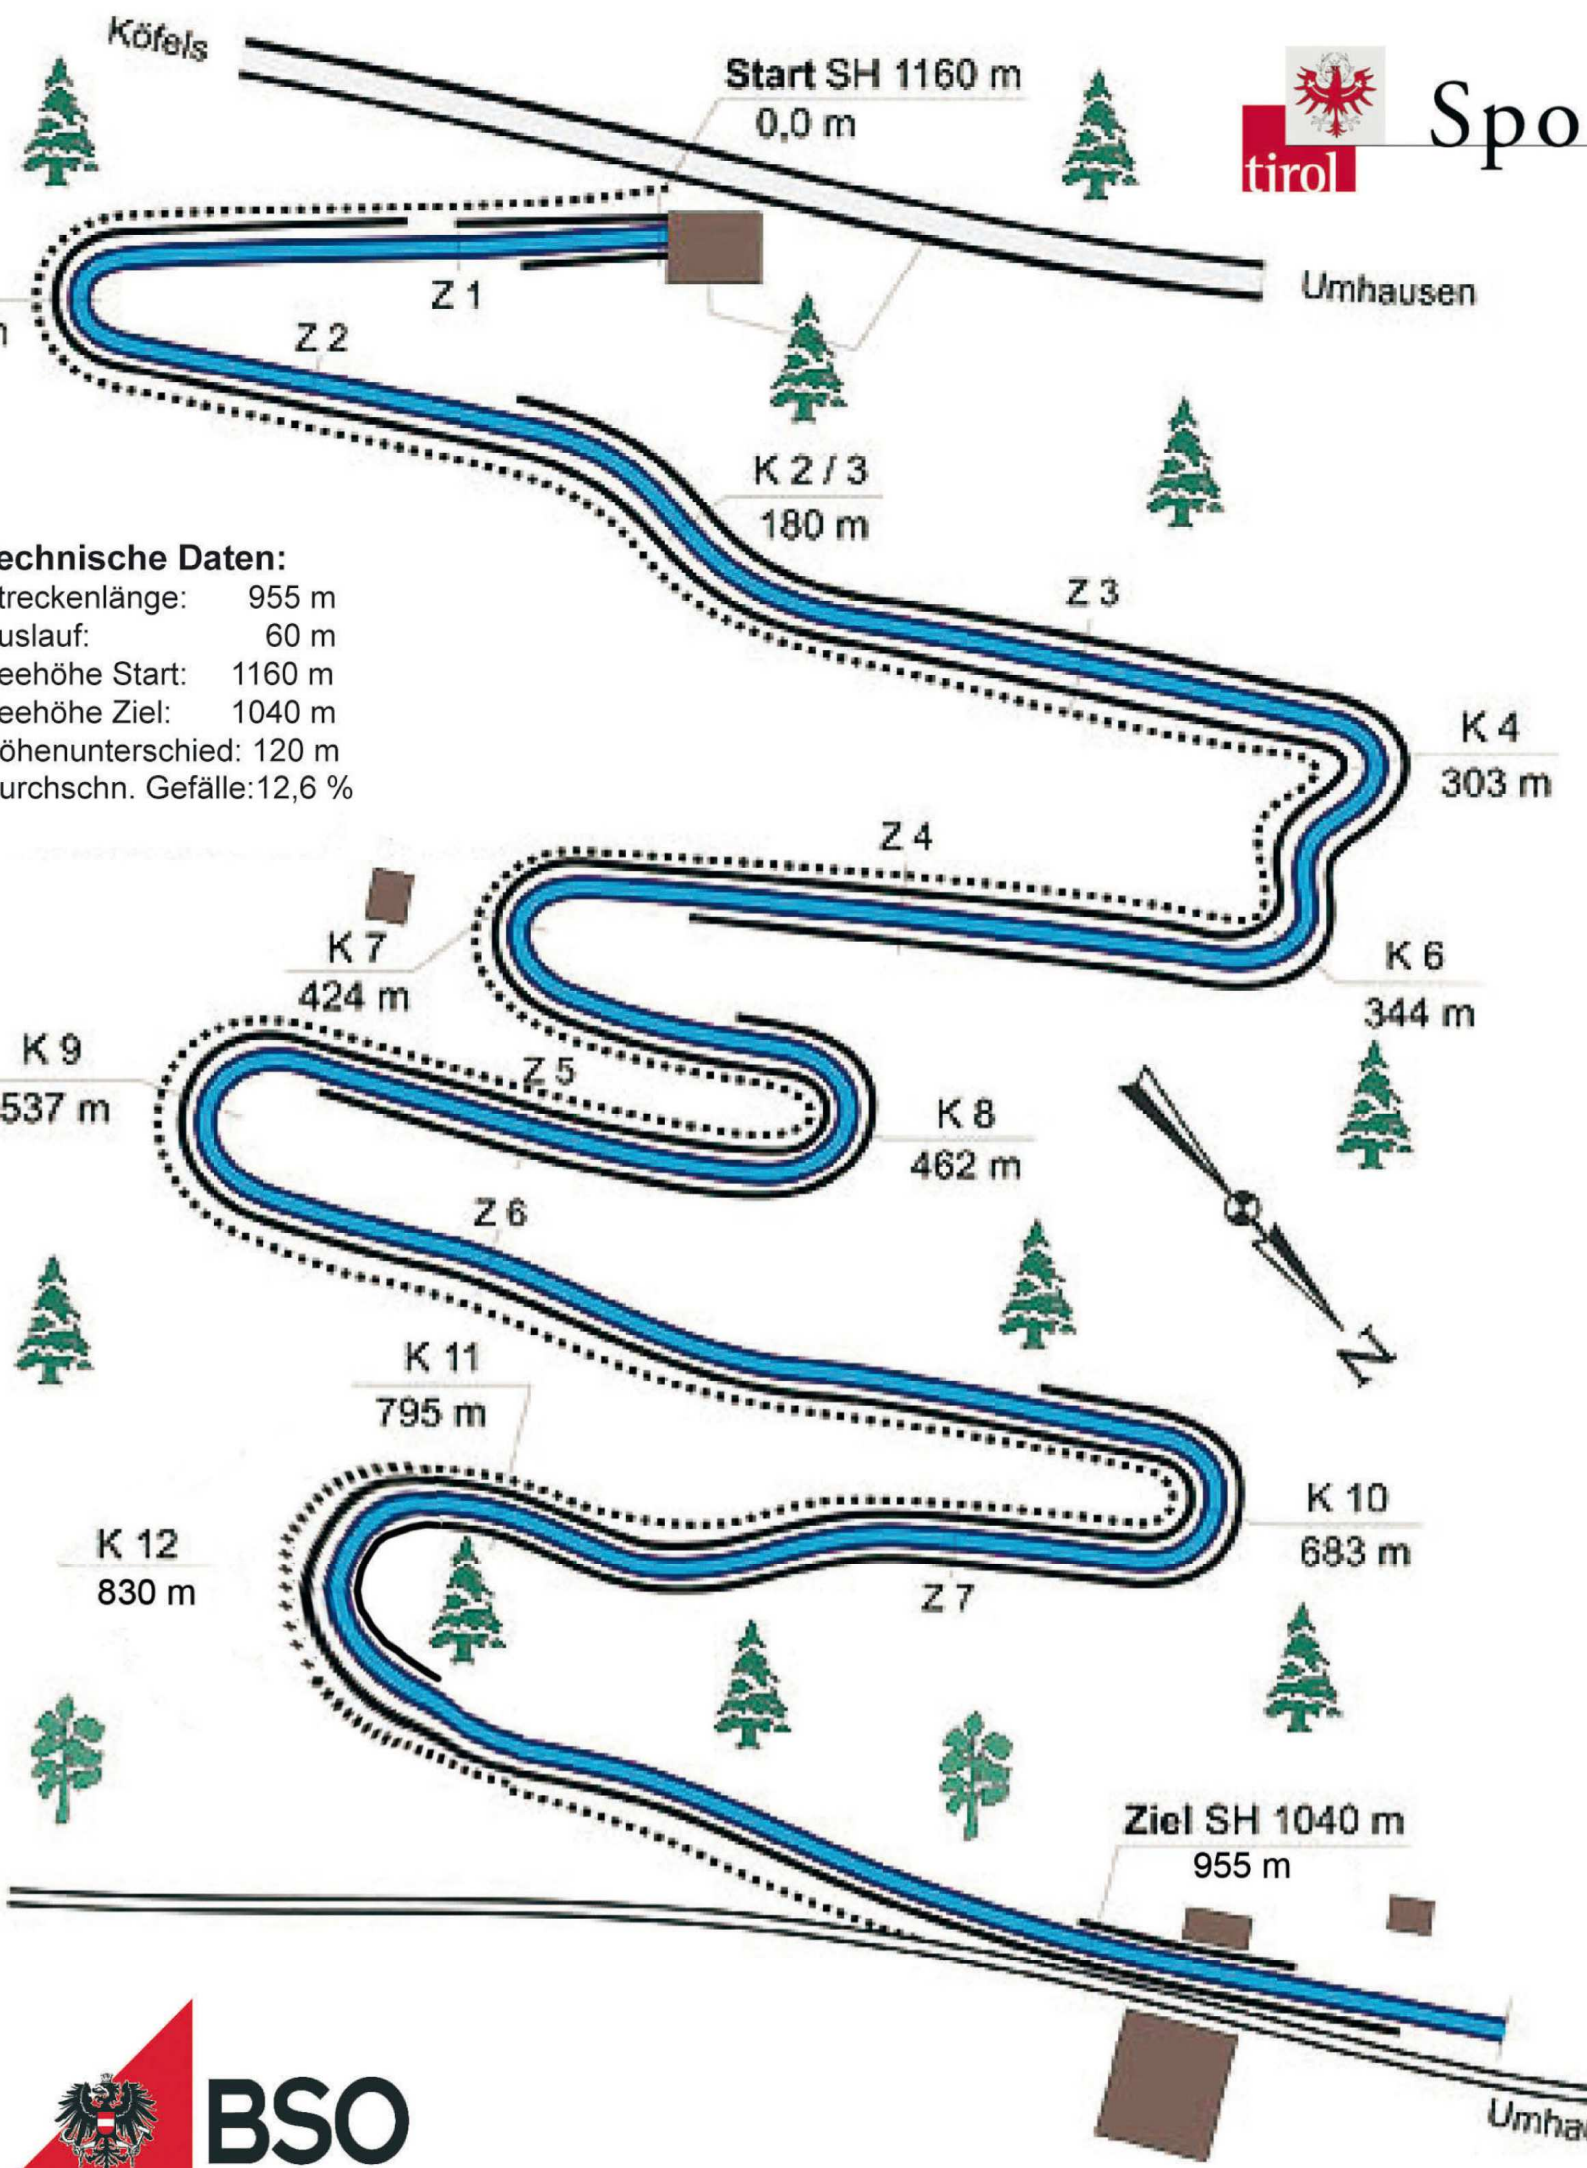 Köfels
Start SH 1160 m
0,0 m
tirol
Spo
Umhausen
Z 1
Z 2
K 2 / 3
180 m
echnische Daten:
treckenlänge: 955 m
uslauf: 60 m
eehöhe Start: 1160 m
eehöhe Ziel: 1040 m
öhenunterschied: 120 m
urchschn. Gefälle:12,6 %
Z 3
K 4
303 m
Z 4
K 7
424 m
K 6
344 m
K 9
537 m
Z 5
K 8
462 m
Z 6
N
K 11
795 m
K 10
683 m
K 12
830 m
Z 7
Ziel SH 1040 m
955 m
BSO
Umha